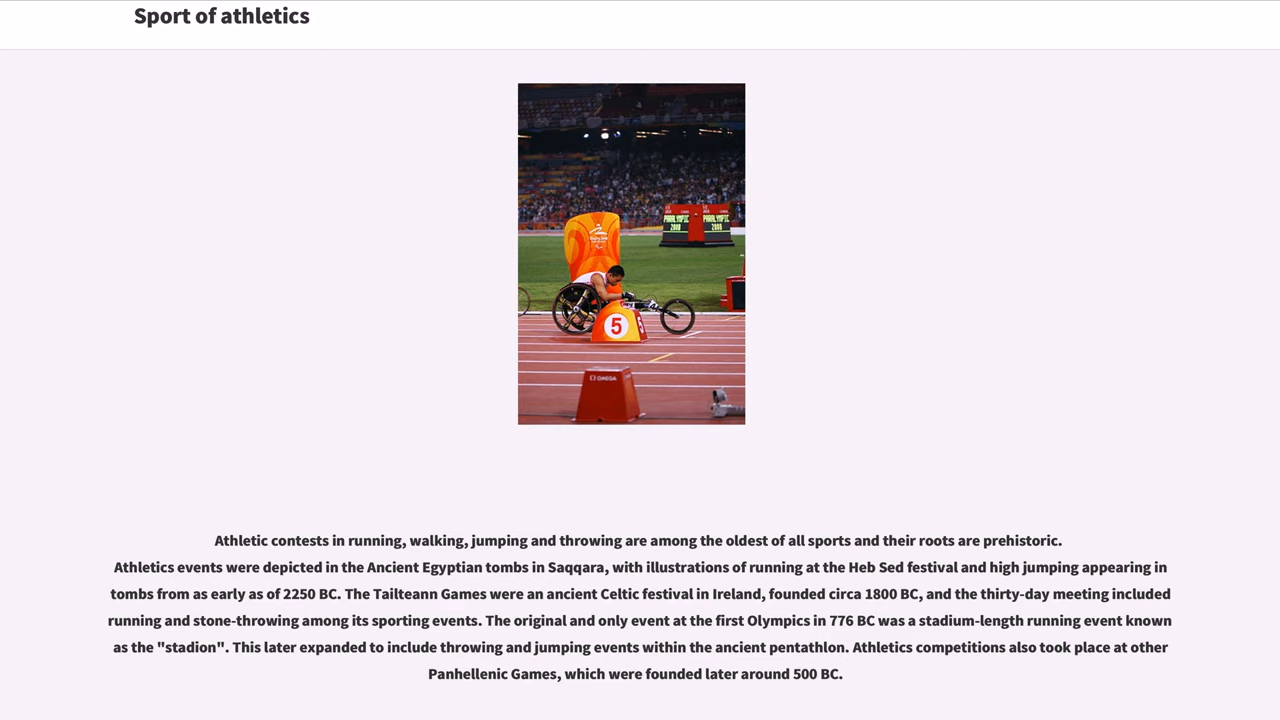 Sport of athletics
PARALYMPIC
2008
PARALYMPIC
2008
5
OMEGA
Athletic contests in running, walking, jumping and throwing are among the oldest of all sports and their roots are prehistoric.
Athletics events were depicted in the Ancient Egyptian tombs in Saqqara, with illustrations of running at the Heb Sed festival and high jumping appearing in
tombs from as early as of 2250 BC. The Tailteann Games were an ancient Celtic festival in Ireland, founded circa 1800 BC, and the thirty-day meeting included
running and stone-throwing among its sporting events. The original and only event at the first Olympics in 776 BC was a stadium-length running event known
as the "stadion". This later expanded to include throwing and jumping events within the ancient pentathlon. Athletics competitions also took place at other
Panhellenic Games, which were founded later around 500 BC.